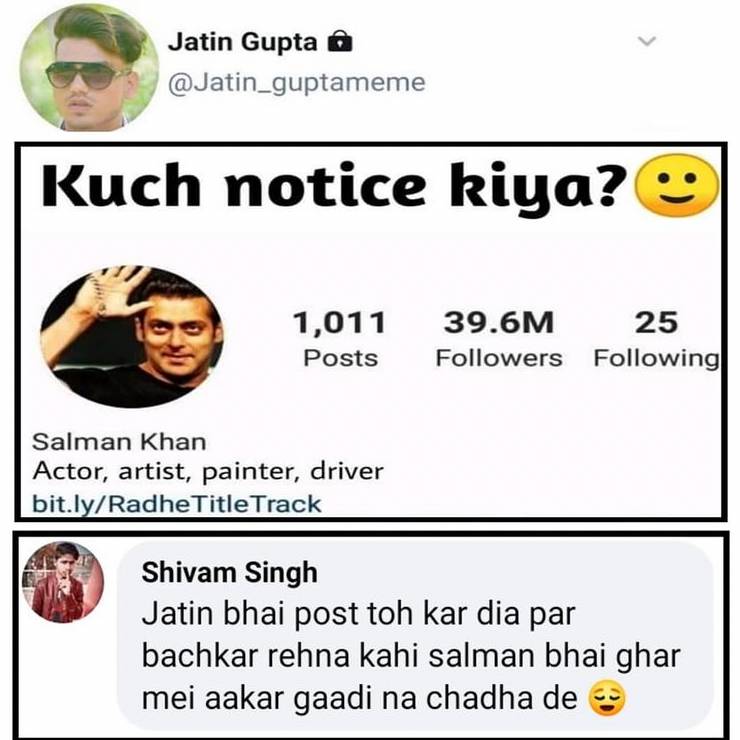 Jatin Gupta
@Jatin_guptameme
Kuch notice kiya?
1,011 39.6M 25
Posts Followers Following
Salman Khan
Actor, artist, painter, driver
bit.ly/RadheTitleTrack
Shivam Singh
Jatin bhai post toh kar dia par
bachkar rehna kahi salman bhai ghar
mei aakar gaadi na chadha de